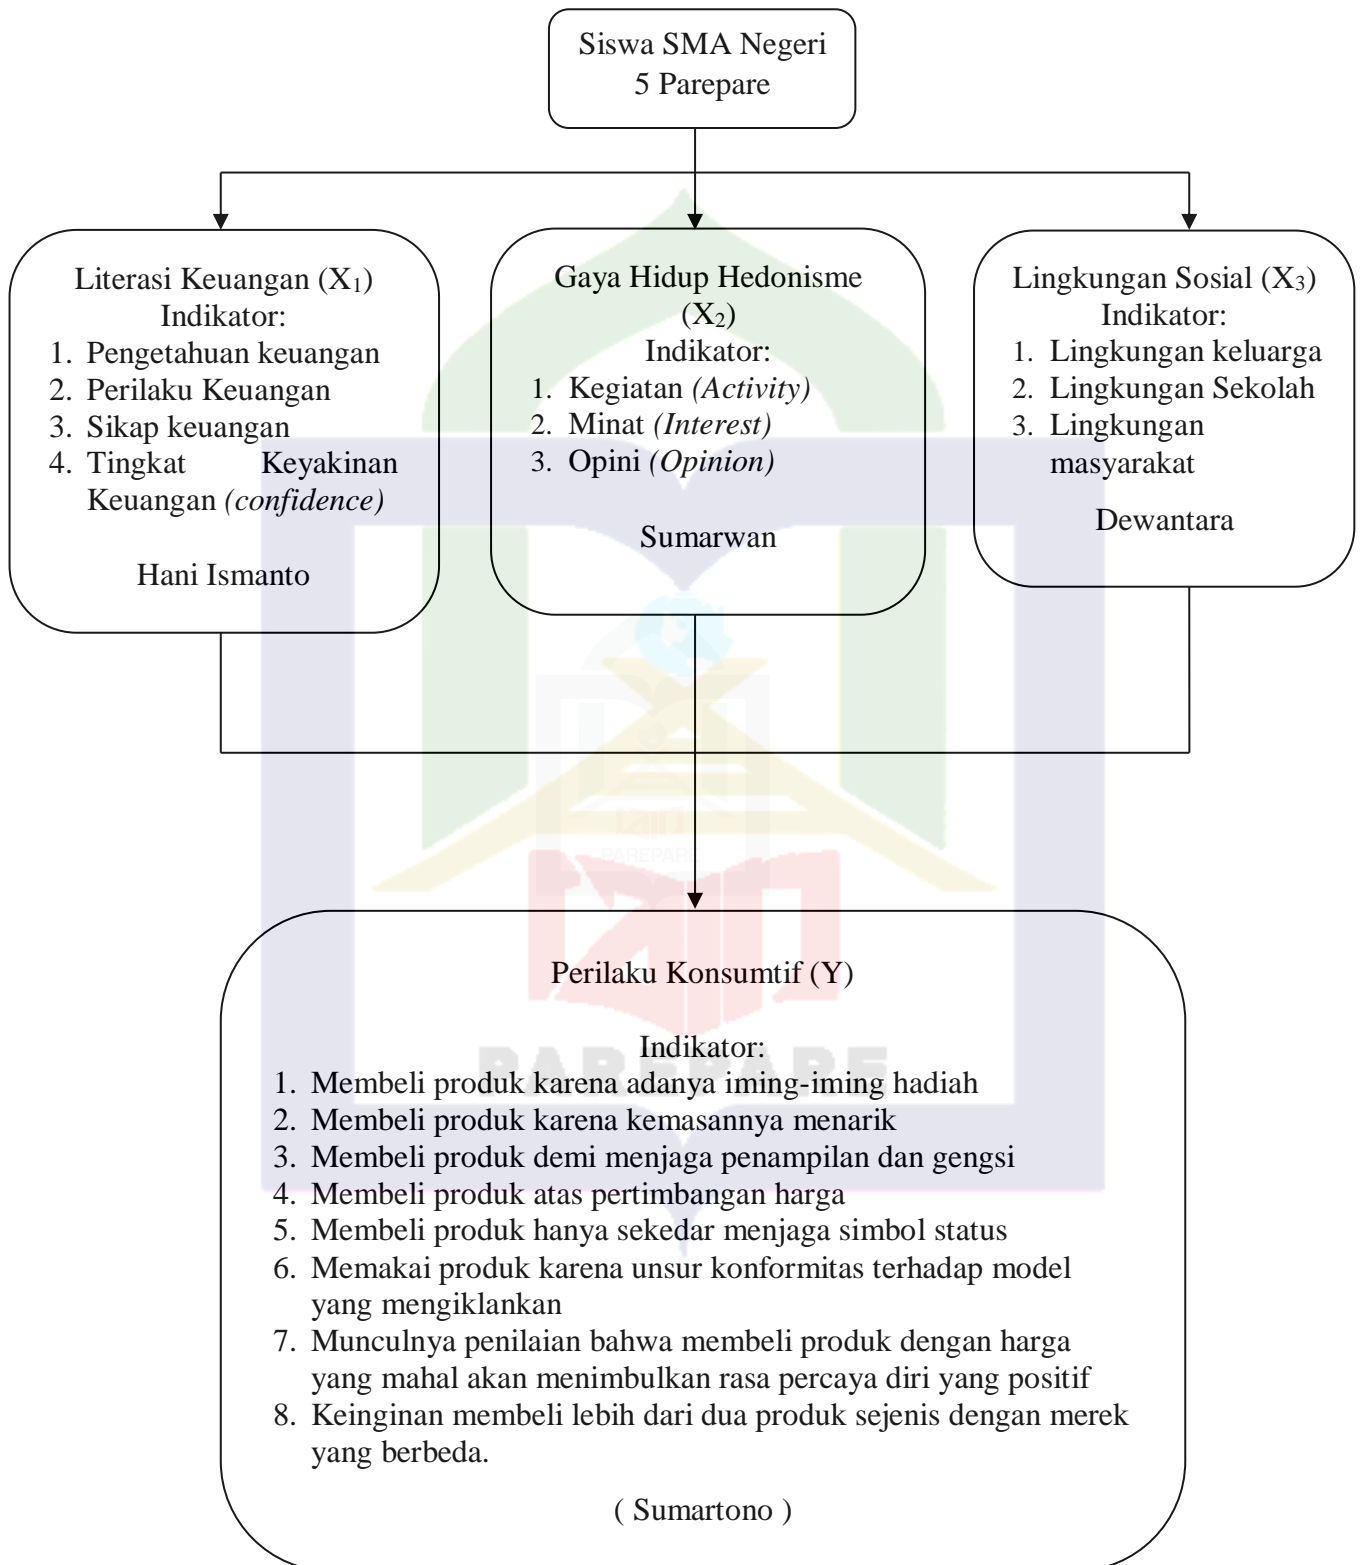 Siswa SMA Negeri
5 Parepare
Literasi Keuangan (X₁)
Indikator:
1. Pengetahuan keuangan
2. Perilaku Keuangan
3. Sikap keuangan
4. Tingkat Keyakinan
Keuangan (confidence)
Hani Ismanto
Gaya Hidup Hedonisme
(X₂)
Indikator:
1. Kegiatan (Activity)
2. Minat (Interest)
3. Opini (Opinion)
Sumarwan
Lingkungan Sosial (X₃)
Indikator:
1. Lingkungan keluarga
2. Lingkungan Sekolah
3. Lingkungan
masyarakat
Dewantara
PAREPARE
Perilaku Konsumtif (Y)
Indikator:
PAREPARE
1. Membeli produk karena adanya iming-iming hadiah
2. Membeli produk karena kemasannya menarik
3. Membeli produk demi menjaga penampilan dan gengsi
4. Membeli produk atas pertimbangan harga
5. Membeli produk hanya sekedar menjaga simbol status
6. Memakai produk karena unsur konformitas terhadap model
yang mengiklankan
7. Munculnya penilaian bahwa membeli produk dengan harga
yang mahal akan menimbulkan rasa percaya diri yang positif
8. Keinginan membeli lebih dari dua produk sejenis dengan merek
yang berbeda.
( Sumartono )